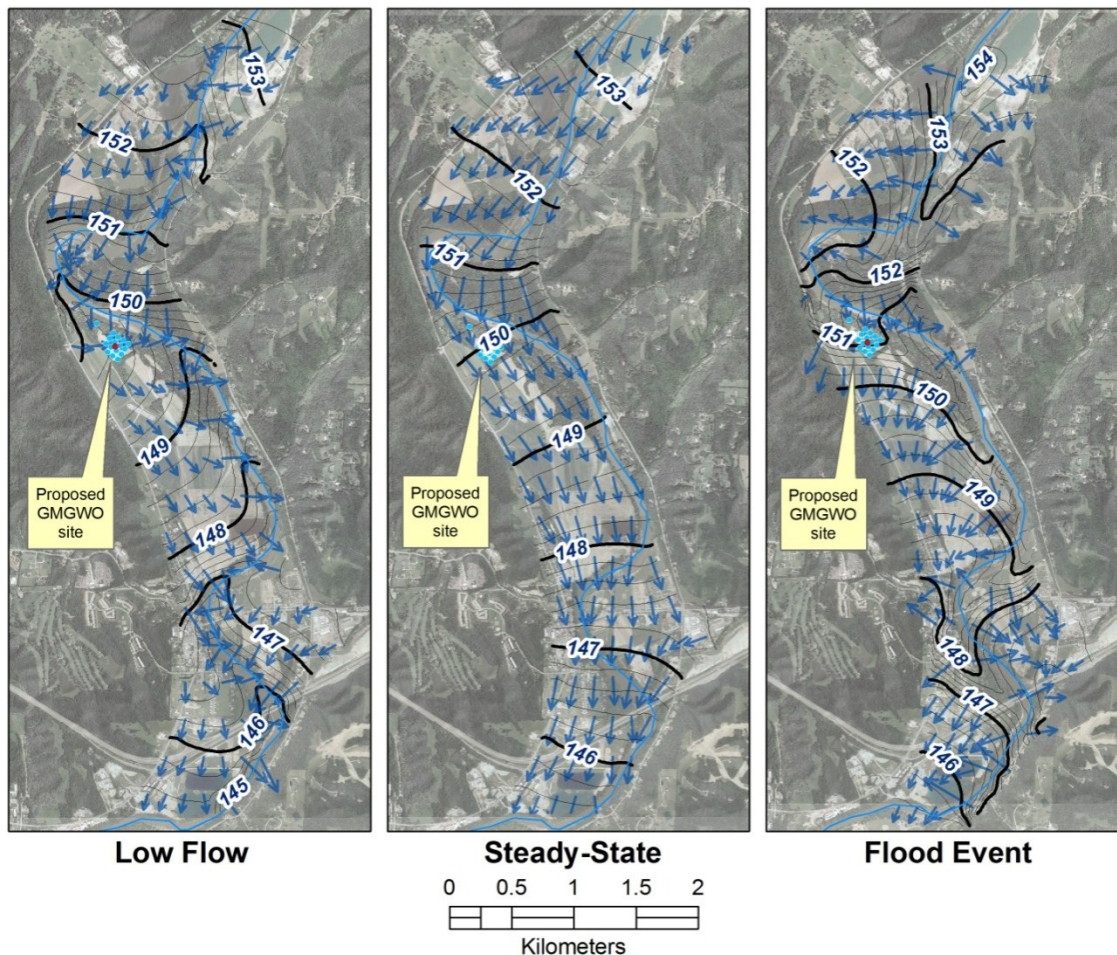 153
152
151
150
149
148
147
146
145
Proposed
GMGWO
site
Low Flow
153
152
151
150
149
148
147
146
Proposed
GMGWO
site
Steady-State
154
153
152
152
151
150
149
148
147
146
Proposed
GMGWO
site
Flood Event
0 0.5 1 1.5 2
Kilometers